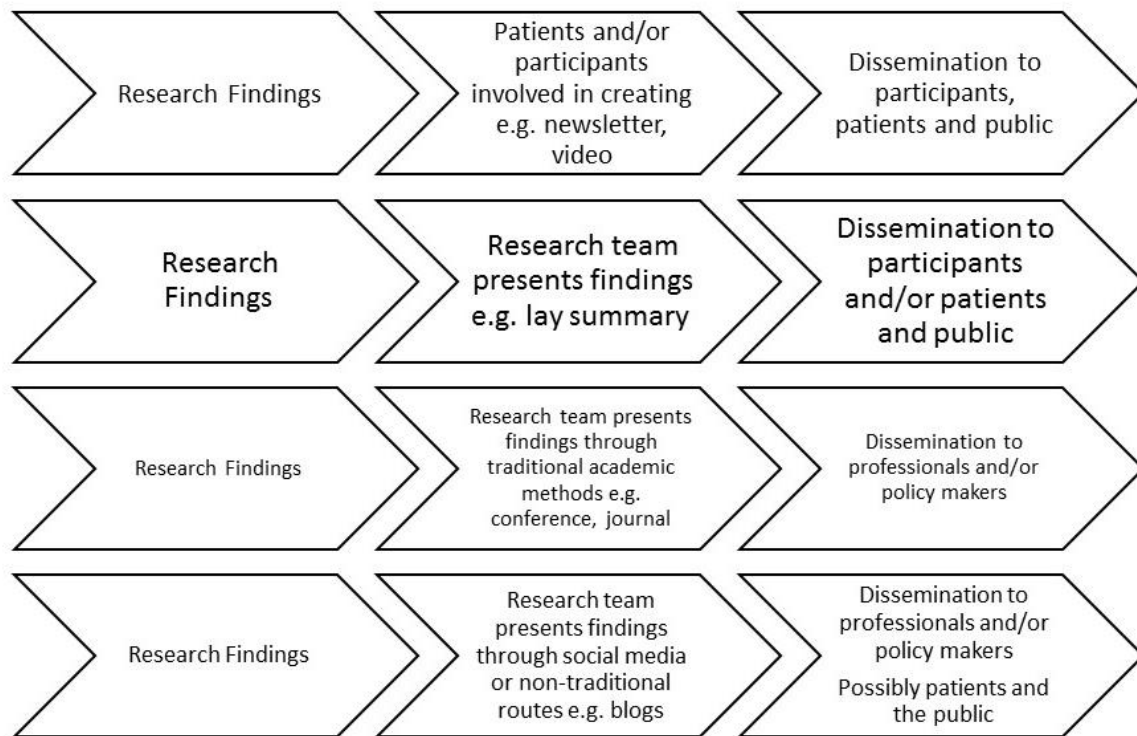 Research Findings
Patients and/or
participants
involved in creating
e.g. newsletter,
video
Dissemination to
participants,
patients and public
Research
Findings
Research team
presents findings
e.g. lay summary
Dissemination to
participants
and/or patients
and public
Research Findings
Research team presents
findings through
traditional academic
methods e.g.
conference, journal
Dissemination to
professionals and/or
policy makers
Research Findings
Research team
presents findings
through social media
or non-traditional
routes e.g. blogs
Dissemination to
professionals and/or
policy makers
Possibly patients and
the public